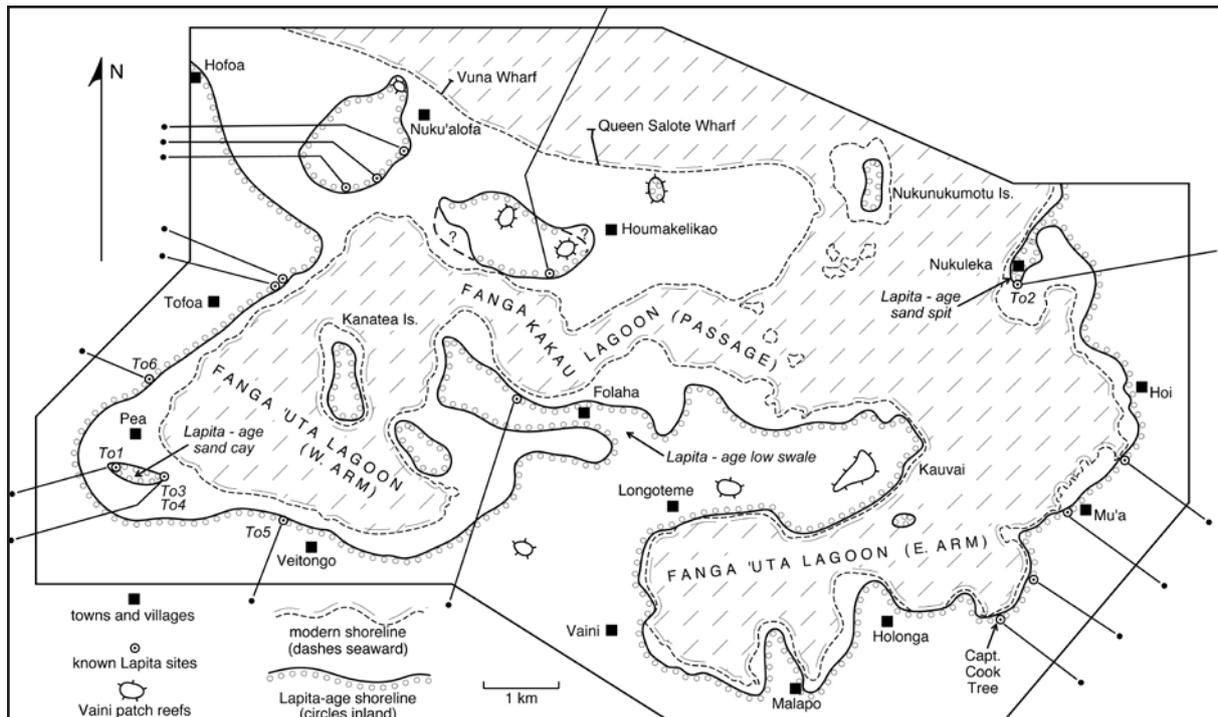 N
Hofoa
Vuna Wharf
Nuku'alofa
Queen Salote Wharf
Nukunukumotu Is.
?
?
Houmakelikao
Nukuleka
Lapita - age
sand spit
To2
Tofoa
Kanatea Is.
FANGA KAKAU LAGOON (PASSAGE)
To6
Pea
Lapita - age
sand cay
To1
To3
To4
FANGA 'UTA LAGOON
(W. ARM)
Folaha
Hoi
Lapita - age low swale
Kauvai
Longoteme
Mu'a
To5
Veitongo
FANGA 'UTA LAGOON (E. ARM)
Vaini
Holonga
Capt.
Cook
Tree
Malapo
towns and villages
known Lapita sites
Vaini patch reefs
modern shoreline
(dashes seaward)
Lapita-age shoreline
(circles inland)
1 km